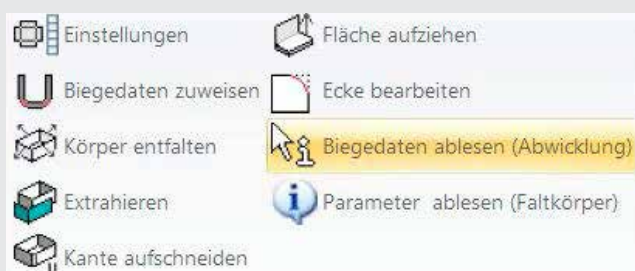 Einstellungen
Biegedaten zuweisen
Körper entfalten
Extrahieren
Kante aufschneiden
Fläche aufziehen
Ecke bearbeiten
Biegedaten ablesen (Abwicklung)
Parameter ablesen (Faltkörper)